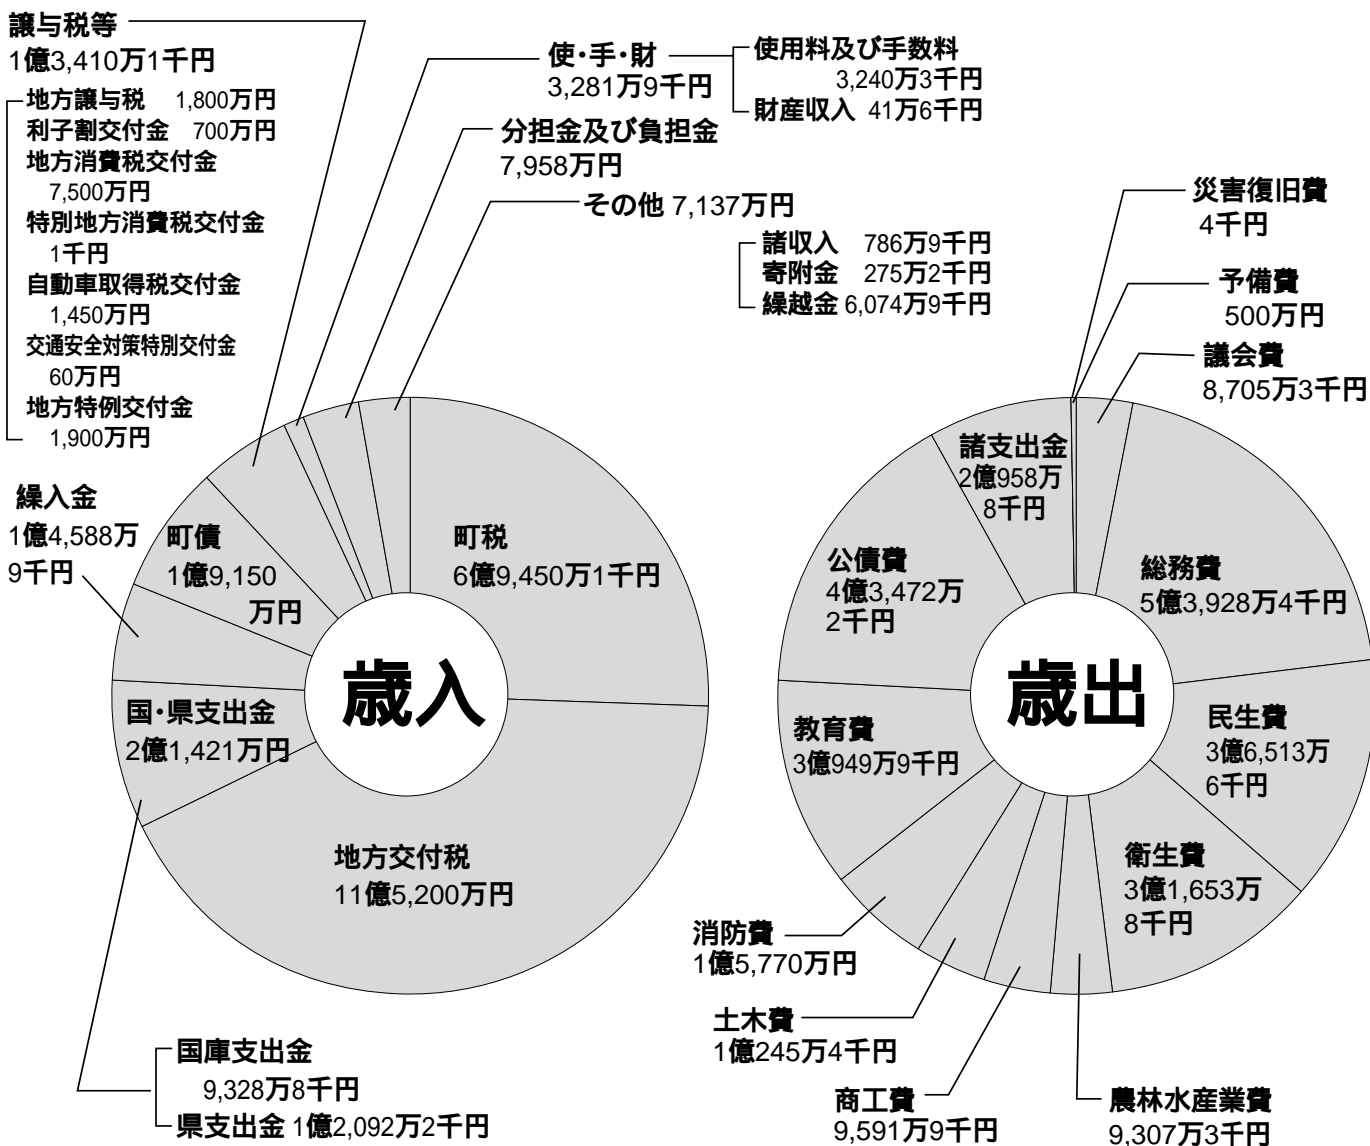 譲与税等
1億3,410万1千円
地方譲与税 1,800万円
利子割交付金 700万円
地方消費税交付金
7,500万円
特別地方消費税交付金
1千円
自動車取得税交付金
1,450万円
交通安全対策特別交付金
60万円
地方特例交付金
1,900万円
使・手・財
3,281万9千円
使用料及び手数料
3,240万3千円
財産収入 41万6千円
分担金及び負担金
7,958万円
その他 7,137万円
諸収入 786万9千円
寄附金 275万2千円
繰越金 6,074万9千円
繰入金
1億4,588万
9千円
町債
1億9,150
万円
町税
6億9,450万1千円
歳入
国・県支出金
2億1,421万円
地方交付税
11億5,200万円
国庫支出金
9,328万8千円
県支出金 1億2,092万2千円
災害復旧費
4千円
予備費
500万円
議会費
8,705万3千円
諸支出金
2億958万
8千円
公債費
4億3,472万
2千円
総務費
5億3,928万4千円
歳出
民生費
3億6,513万
6千円
教育費
3億949万9千円
衛生費
3億1,653万
8千円
消防費
1億5,770万円
土木費
1億245万4千円
商工費
9,591万9千円
農林水産業費
9,307万3千円